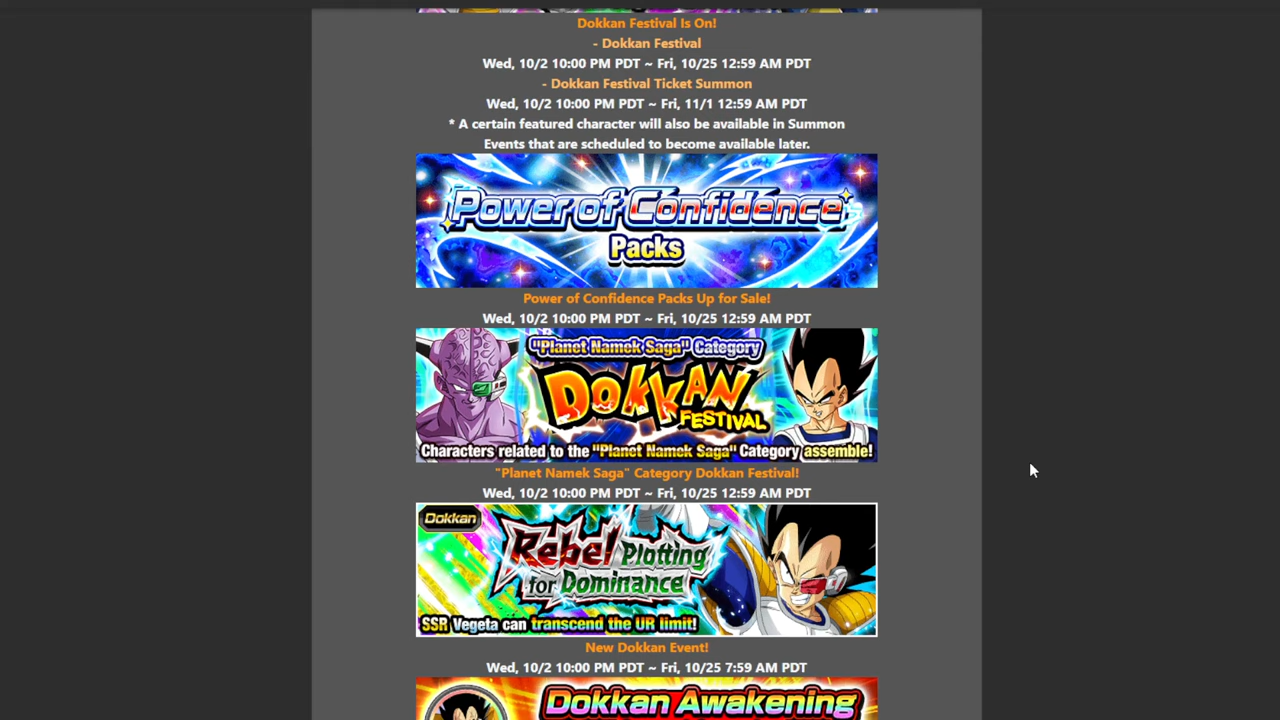 Dokkan Festival Is On!
- Dokkan Festival
Wed, 10/2 10:00 PM PDT ~ Fri, 10/25 12:59 AM PDT
- Dokkan Festival Ticket Summon
Wed, 10/2 10:00 PM PDT ~ Fri, 11/1 12:59 AM PDT
* A certain featured character will also be available in Summon
Events that are scheduled to become available later.
Power of Confidence
Packs
Power of Confidence Packs Up for Sale!
Wed, 10/2 10:00 PM PDT ~ Fri, 10/25 12:59 AM PDT
"Planet Namek Saga" Category
DOKKAN
FESTIVAL
Characters related to the "Planet Namek Saga" Category assemble!
"Planet Namek Saga" Category Dokkan Festival!
Wed, 10/2 10:00 PM PDT ~ Fri, 10/25 12:59 AM PDT
Dokkan
Rebel Plotting
for Dominance
SSR Vegeta can transcend the UR limit!
New Dokkan Event!
Wed, 10/2 10:00 PM PDT ~ Fri, 10/25 7:59 AM PDT
Dokkan Awakening